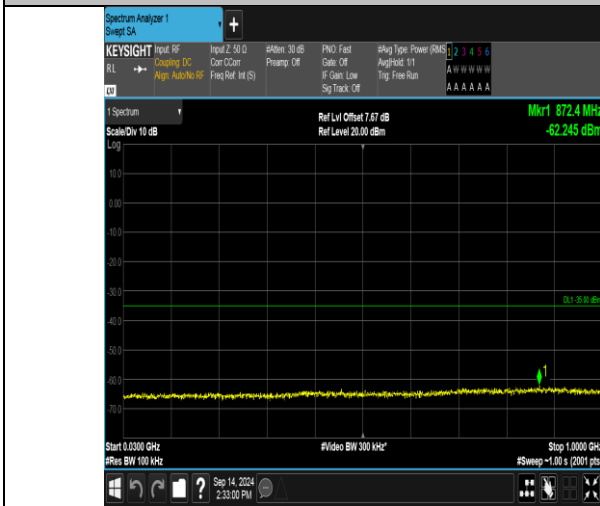 Spectrum Analyzer 1
Swept SA
+
KEYSIGHT Input: RF Input Z: 50 Ω #Atten: 30 dB PNO: Fast #Avg Type: Power (RMS 1 2 3 4 5 6
RL Coupling: DC Corr CCorr Preamp: Off Gate: Off Avg|Hold: 1/1 A W W W W W
Align: Auto/No RF Freq Ref: Int (S) IF Gain: Low Trig: Free Run
Sig Track: Off A A A A A A
1 Spectrum Ref Lvl Offset 7.67 dB Mkr1 872.4 MHz
Scale/Div 10 dB Ref Level 20.00 dBm -62.245 dBm
Log
10.0
0.00
-10.0
-20.0
-30.0
DL1 -35.00 dBm
-40.0
-50.0
1
-60.0
-70.0
Start 0.0300 GHz #Video BW 300 kHz* Stop 1.0000 GHz
#Res BW 100 kHz #Sweep ~1.00 s (2001 pts
? Sep 14, 2024
2:33:00 PM